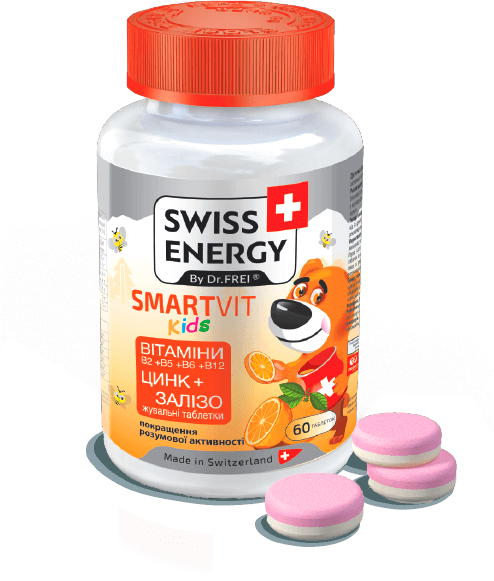 SWISS
ENERGY
By Dr.FREI®
SMARTVIT
Kids
ВІТАМІНИ
B2 +B5 +B6 +B12
ЦИНК +
ЗАЛІЗО
жувальні таблетки
покращення
розумової активності
60 ТАБЛЕТОК
Made in Switzerland